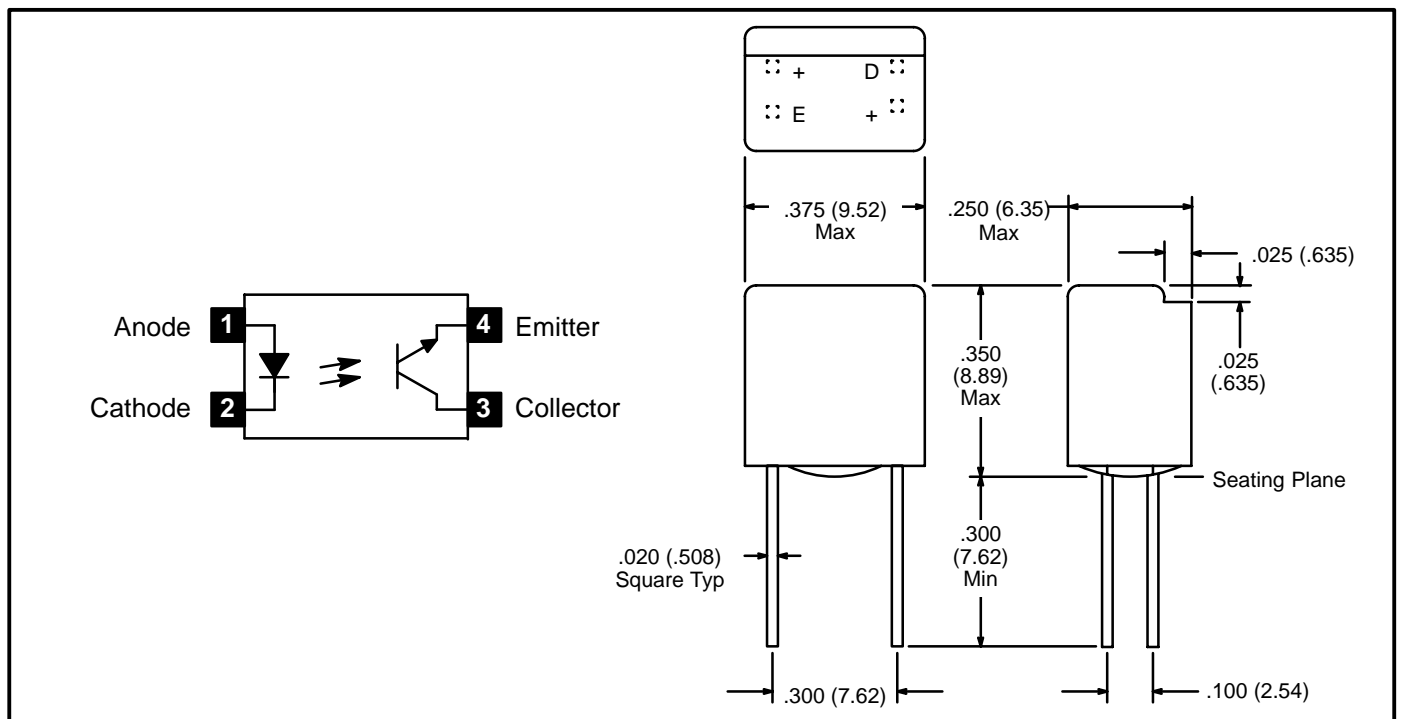 + D
E +
.375 (9.52)
Max
.250 (6.35)
Max
.025 (.635)
.025
(.635)
Anode 1
4 Emitter
Cathode 2
3 Collector
.350
(8.89)
Max
Seating Plane
.300
(7.62)
Min
.020 (.508)
Square Typ
.300 (7.62)
.100 (2.54)